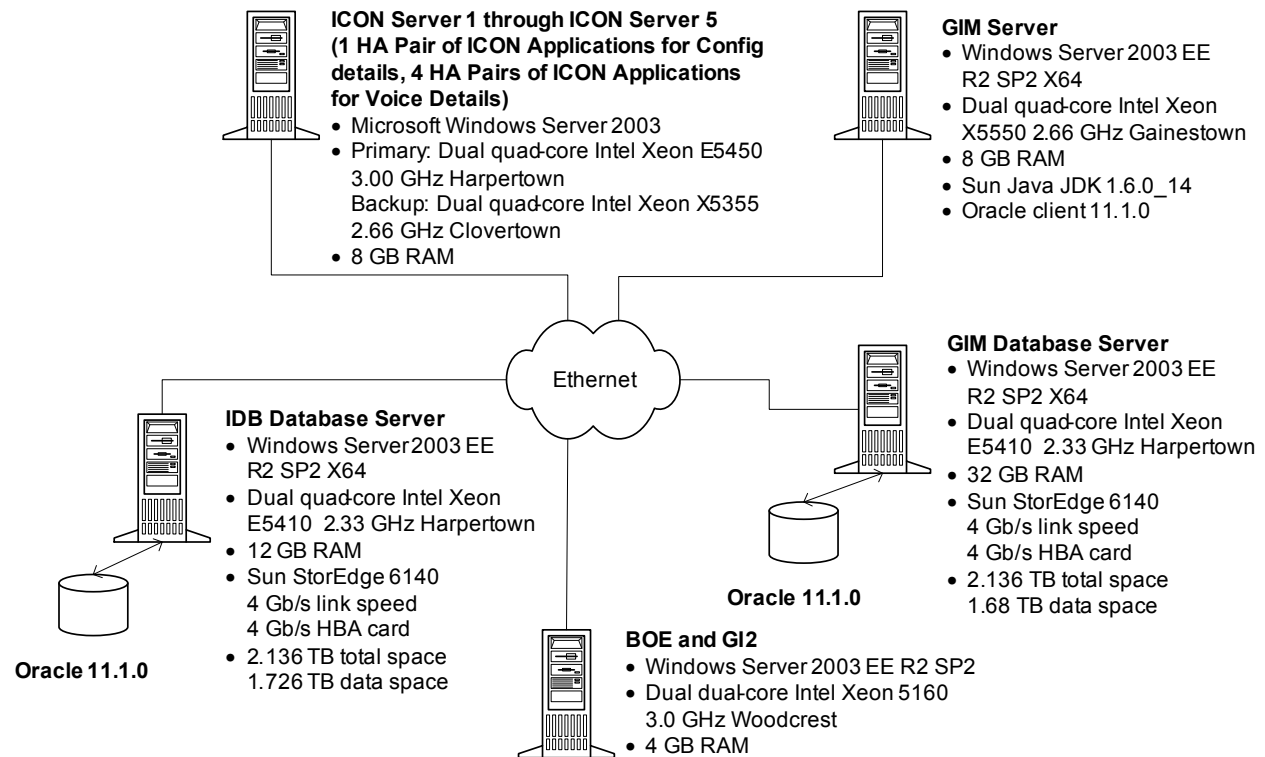 ICON Server 1 through ICON Server 5
(1 HA Pair of ICON Applications for Config
details, 4 HA Pairs of ICON Applications
for Voice Details)
• Microsoft Windows Server 2003
• Primary: Dual quad-core Intel Xeon E5450
3.00 GHz Harpertown
Backup: Dual quad-core Intel Xeon X5355
2.66 GHz Clovertown
• 8 GB RAM
GIM Server
• Windows Server 2003 EE
R2 SP2 X64
• Dual quad-core Intel Xeon
X5550 2.66 GHz Gainestown
• 8 GB RAM
• Sun Java JDK 1.6.0_14
• Oracle client 11.1.0
Ethernet
IDB Database Server
• Windows Server 2003 EE
R2 SP2 X64
• Dual quad-core Intel Xeon
E5410 2.33 GHz Harpertown
• 12 GB RAM
• Sun StorEdge 6140
4 Gb/s link speed
4 Gb/s HBA card
• 2.136 TB total space
1.726 TB data space
Oracle 11.1.0
GIM Database Server
• Windows Server 2003 EE
R2 SP2 X64
• Dual quad-core Intel Xeon
E5410 2.33 GHz Harpertown
• 32 GB RAM
• Sun StorEdge 6140
4 Gb/s link speed
4 Gb/s HBA card
• 2.136 TB total space
1.68 TB data space
Oracle 11.1.0
BOE and GI2
• Windows Server 2003 EE R2 SP2
• Dual dual-core Intel Xeon 5160
3.0 GHz Woodcrest
• 4 GB RAM